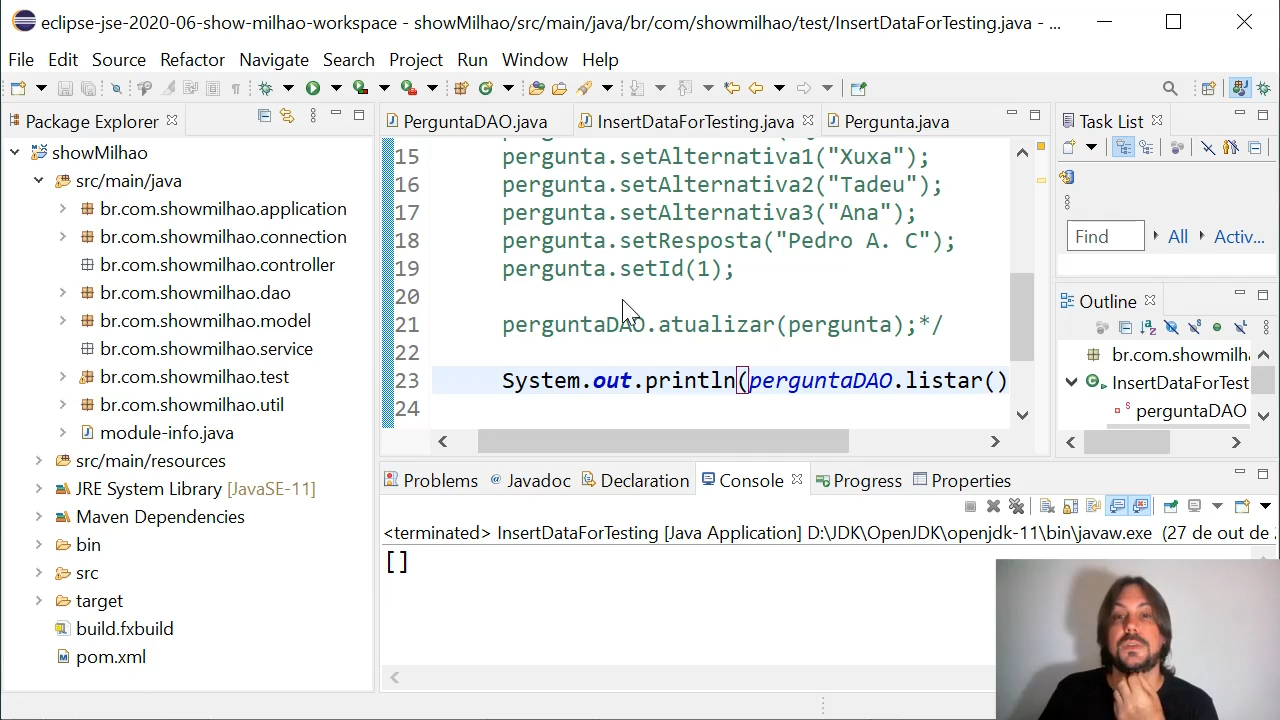 eclipse-jse-2020-06-show-milhao-workspace - showMilhao/src/main/java/br/com/showmilhao/test/InsertDataForTesting.java - ...
File Edit Source Refactor Navigate Search Project Run Window Help
Package Explorer
showMilhao
src/main/java
br.com.showmilhao.application
br.com.showmilhao.connection
br.com.showmilhao.controller
br.com.showmilhao.dao
br.com.showmilhao.model
br.com.showmilhao.service
br.com.showmilhao.test
br.com.showmilhao.util
module-info.java
src/main/resources
JRE System Library [JavaSE-11]
Maven Dependencies
bin
src
target
build.fxbuild
pom.xml
PerguntaDAO.java InsertDataForTesting.java Pergunta.java
15 pergunta.setAlternativa1("Xuxa");
16 pergunta.setAlternativa2("Tadeu");
17 pergunta.setAlternativa3("Ana");
18 pergunta.setResposta("Pedro A. C");
19 pergunta.setId(1);
20
21 perguntaDAO.atualizar(pergunta);*/
22
23 System.out.println(perguntaDAO.listar()
24
Task List
Find All Activ...
Outline
br.com.showmilha
InsertDataForTest
perguntaDAO
Problems Javadoc Declaration Console Progress Properties
<terminated> InsertDataForTesting [Java Application] D:\JDK\OpenJDK\openjdk-11\bin\javaw.exe (27 de out de
[]